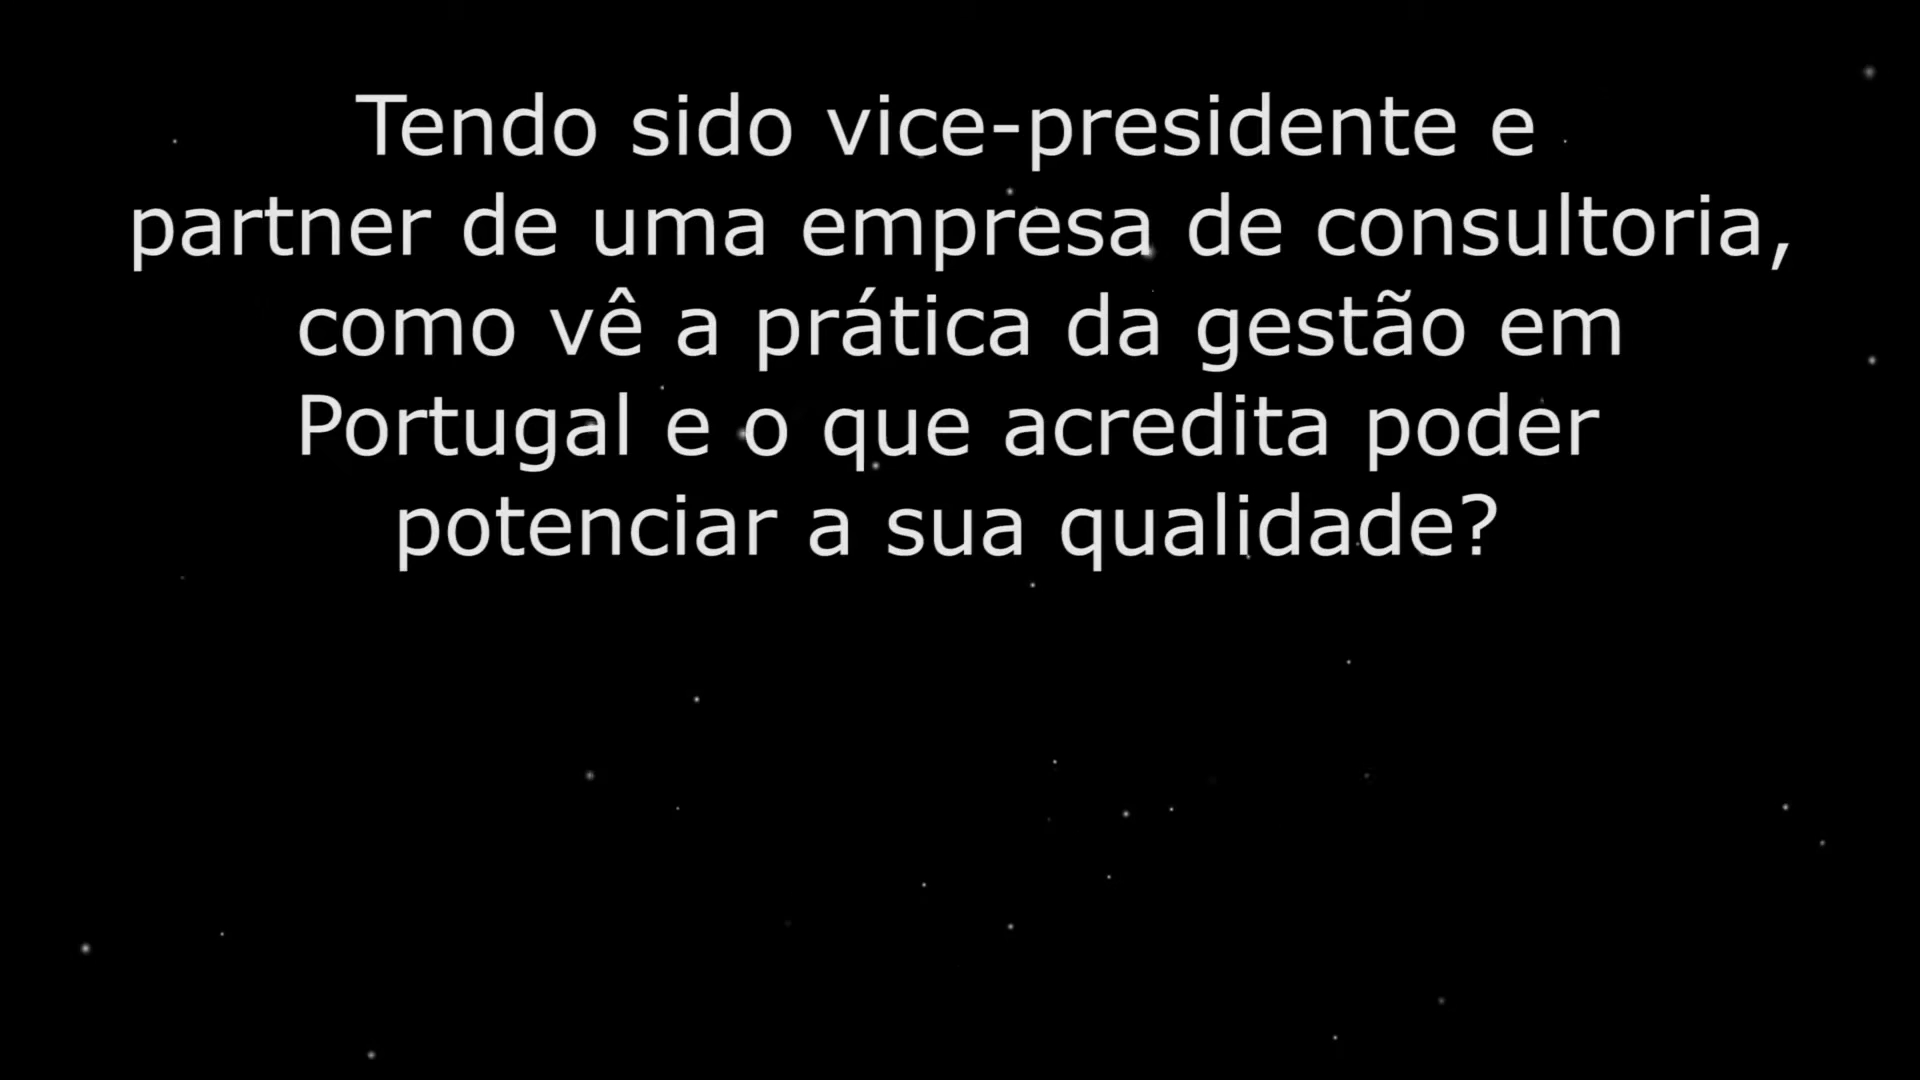 Tendo sido vice-presidente e
partner de uma empresa de consultoria,
como vê a prática da gestão em
Portugal e o que acredita poder
potenciar a sua qualidade?